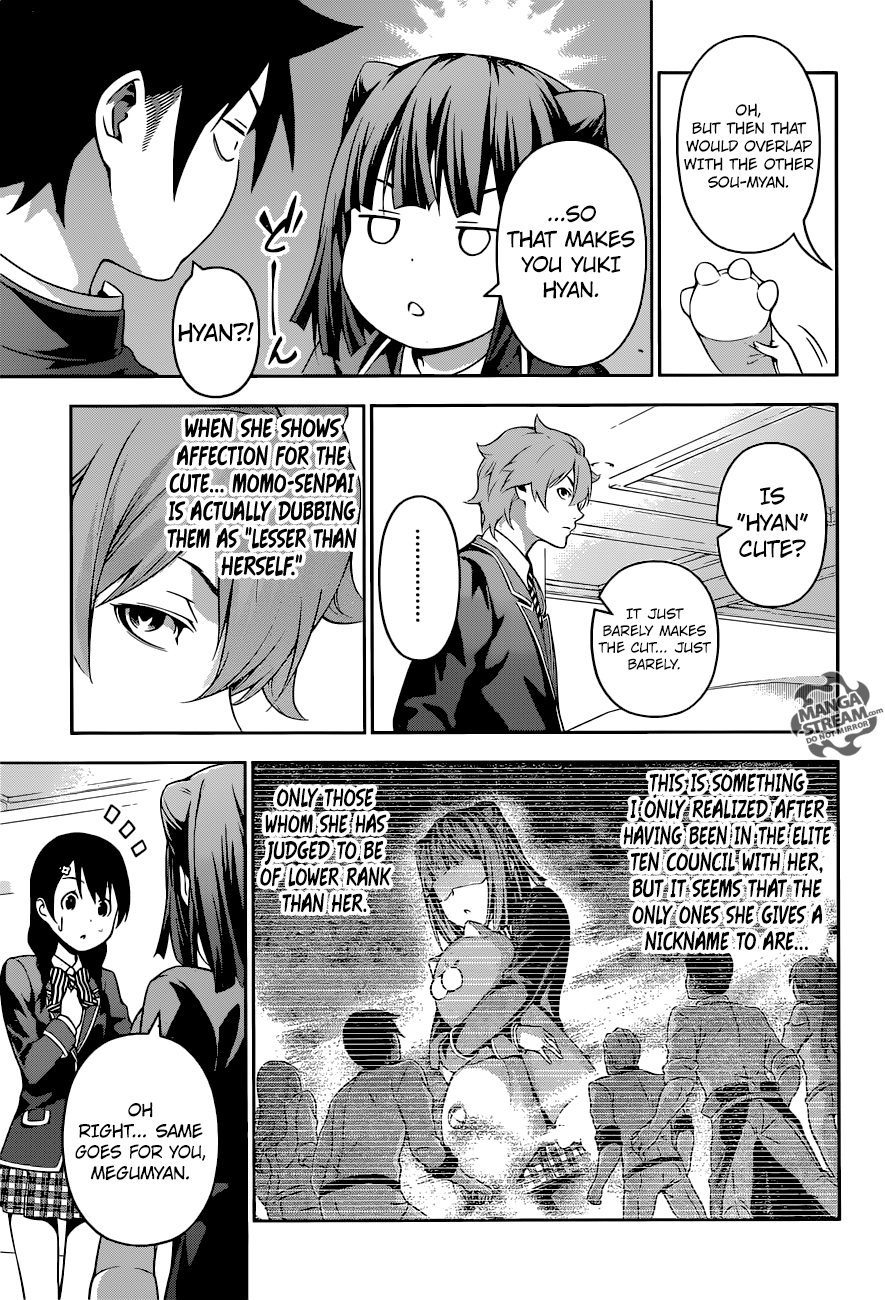 OH,
BUT THEN THAT
WOULD OVERLAP
WITH THE OTHER
SOU-MYAN.
...SO
THAT MAKES
YOU YUKI
HYAN.
どーん
HYAN?!
IS
"HYAN"
CUTE?
IT JUST
BARELY MAKES
THE CUT... JUST
BARELY.
..........
WHEN SHE SHOWS
AFFECTION FOR THE
CUTE... MOMO-SENPAI
IS ACTUALLY DUBBING
THEM AS "LESSER THAN
HERSELF."
MANGA
STREAM.com
DO NOT MIRROR
THIS IS SOMETHING
I ONLY REALIZED AFTER
HAVING BEEN IN THE ELITE
TEN COUNCIL WITH HER,
BUT IT SEEMS THAT THE
ONLY ONES SHE GIVES A
NICKNAME TO ARE...
ONLY THOSE
WHOM SHE HAS
JUDGED TO BE
OF LOWER RANK
THAN HER.
OH
RIGHT... SAME
GOES FOR YOU,
MEGUMYAN.